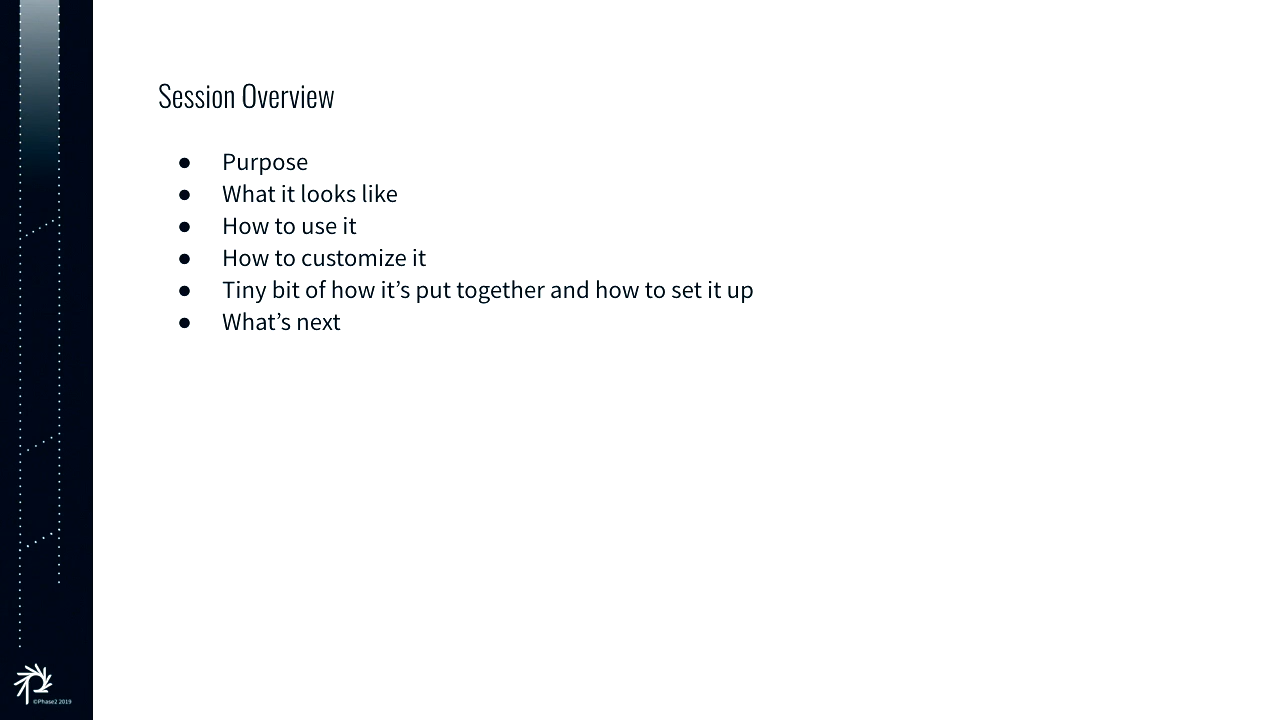 Session Overview
● Purpose
● What it looks like
● How to use it
● How to customize it
● Tiny bit of how it’s put together and how to set it up
● What’s next
©Phase2 2019